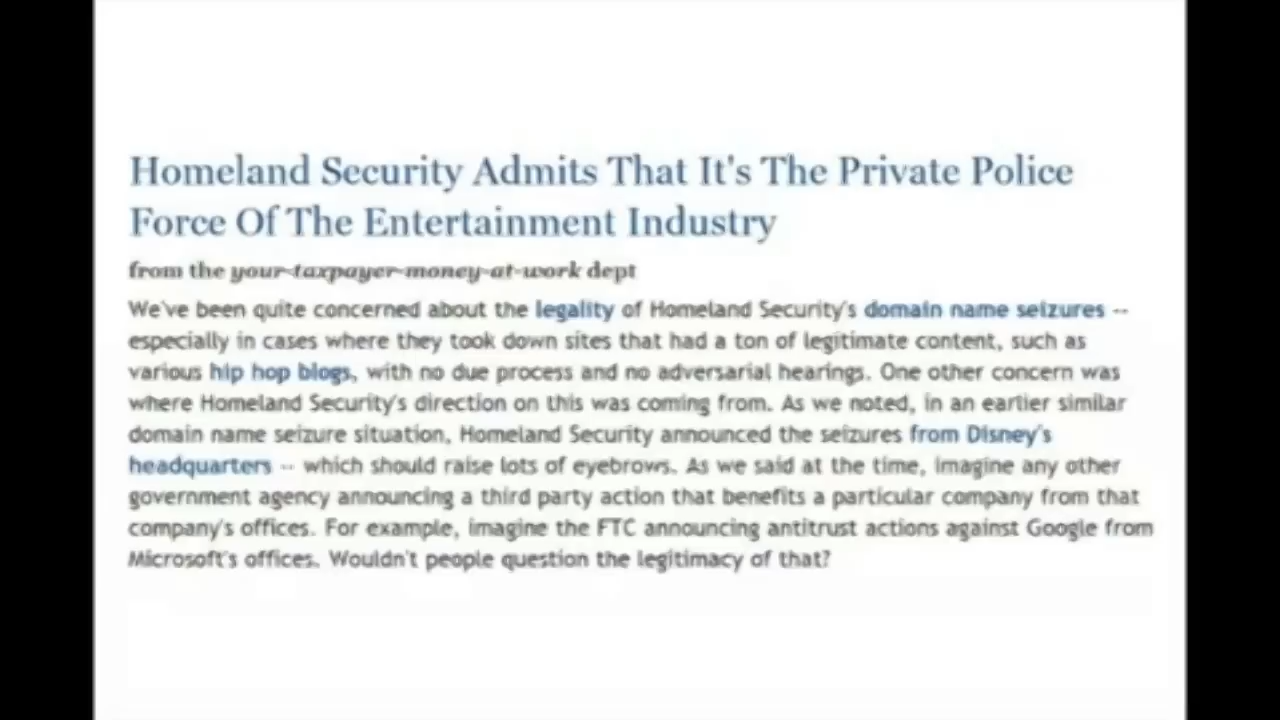 Homeland Security Admits That It's The Private Police
Force Of The Entertainment Industry
from the your-taxpayer-money-at-work dept
We've been quite concerned about the legality of Homeland Security's domain name seizures --
especially in cases where they took down sites that had a ton of legitimate content, such as
various hip hop blogs, with no due process and no adversarial hearings. One other concern was
where Homeland Security's direction on this was coming from. As we noted, in an earlier similar
domain name seizure situation, Homeland Security announced the seizures from Disney's
headquarters -- which should raise lots of eyebrows. As we said at the time, imagine any other
government agency announcing a third party action that benefits a particular company from that
company's offices. For example, imagine the FTC announcing antitrust actions against Google from
Microsoft's offices. Wouldn't people question the legitimacy of that?